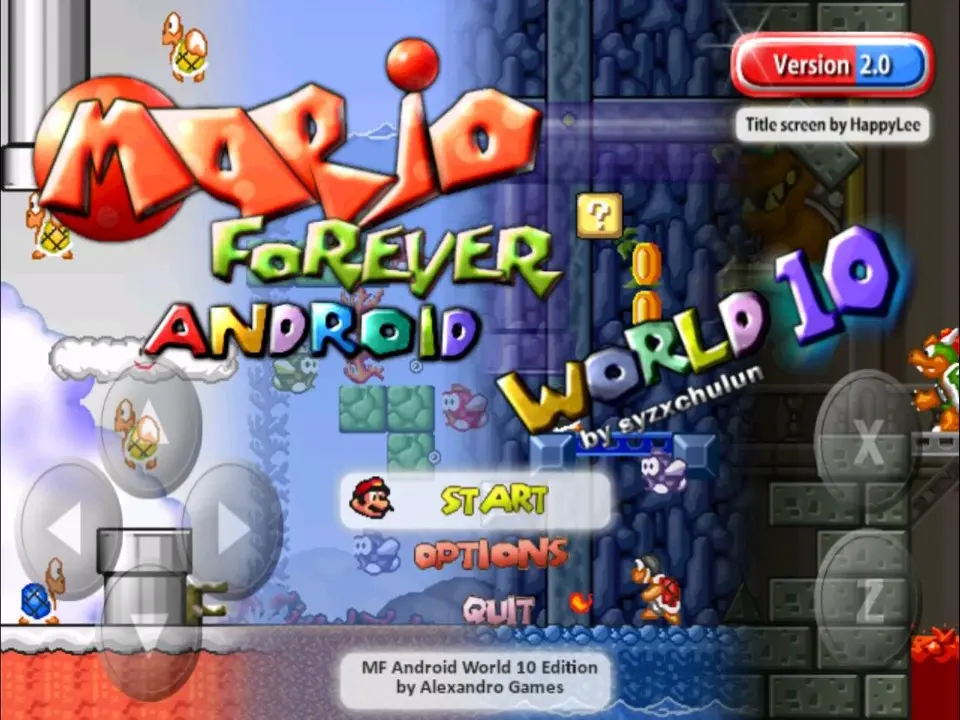 Version 2.0
Title screen by HappyLee
MARIO
FOREVER
ANDROID
WORLD 10
by syzxchulun
?
START
OPTIONS
QUIT
X
Z
MF Android World 10 Edition
by Alexandro Games